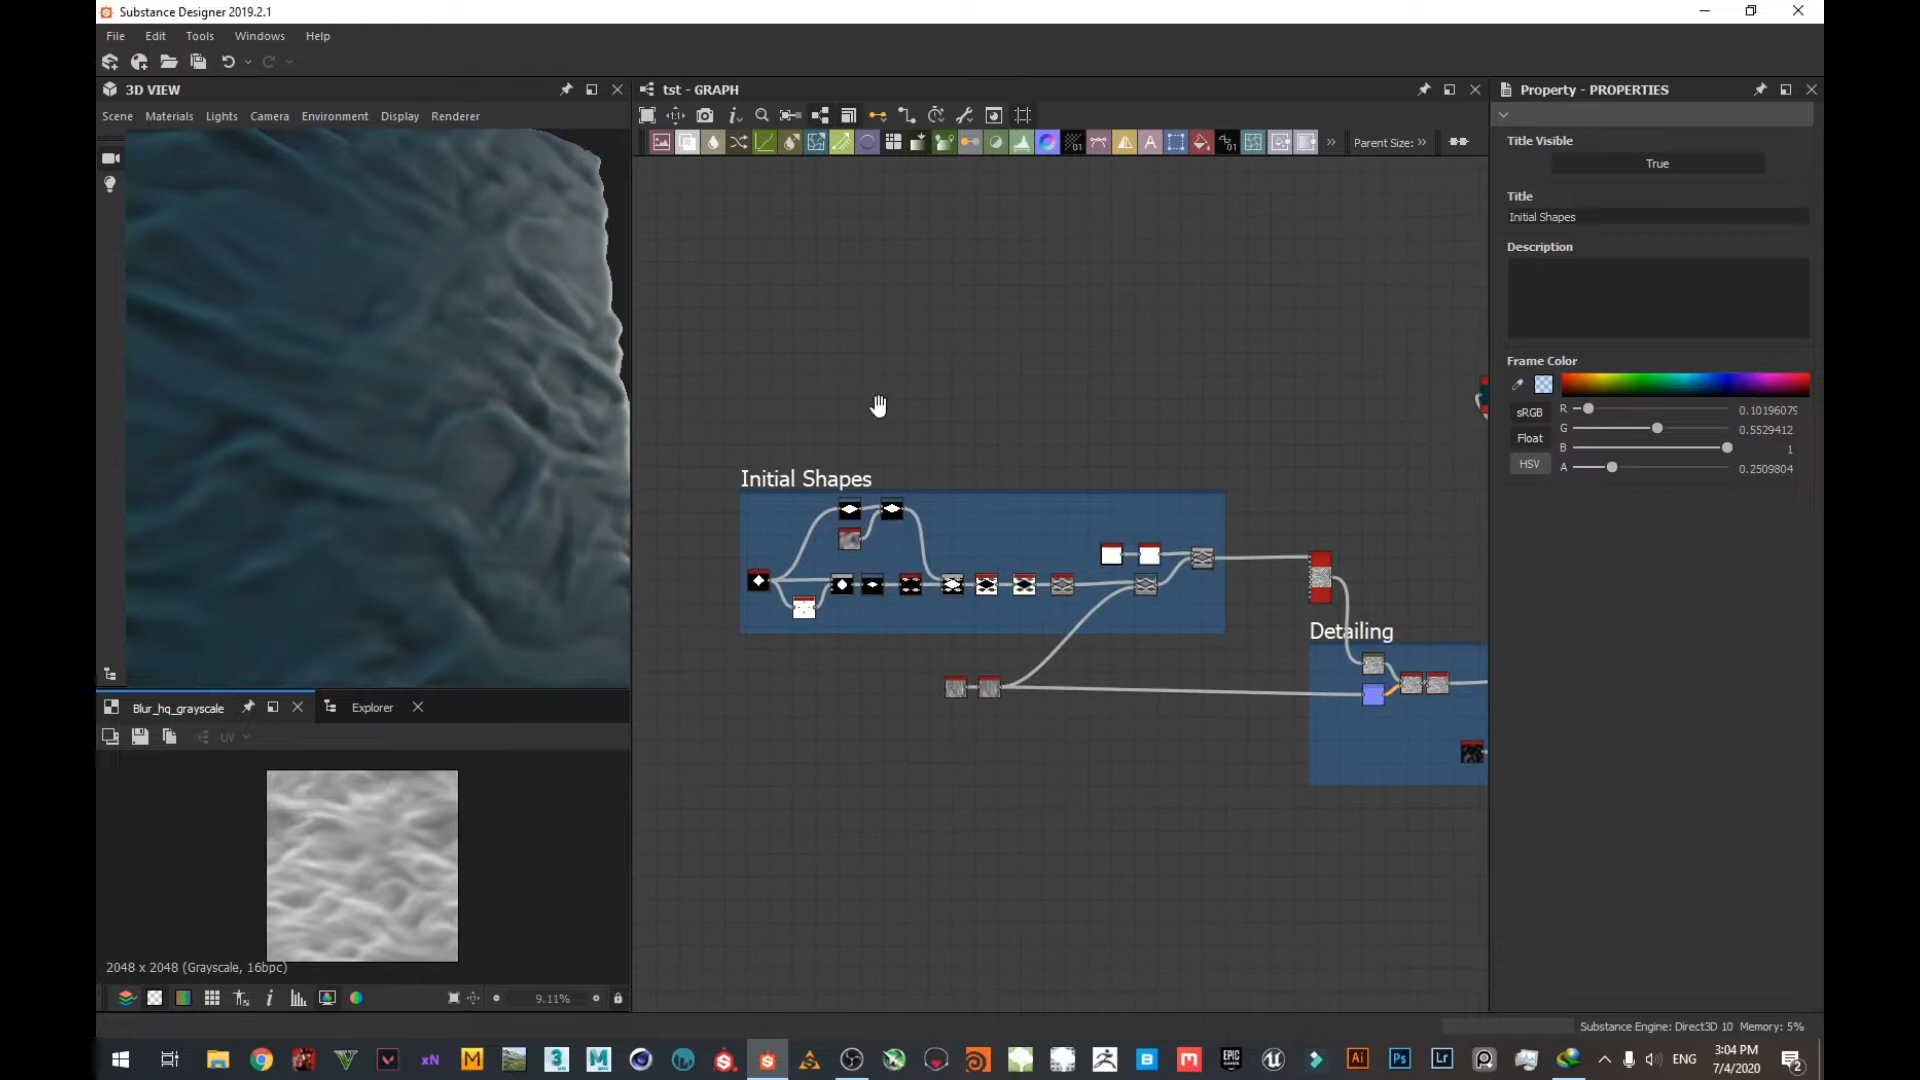 Substance Designer 2019.2.1
File Edit Tools Windows Help
3D VIEW
Scene Materials Lights Camera Environment Display Renderer
tst - GRAPH
Parent Size:
Property - PROPERTIES
Title Visible
True
Title
Initial Shapes
Description
Frame Color
sRGB
Float
HSV
R 0.10196079
G 0.5529412
B 1
A 0.2509804
Initial Shapes
Detailing
Blur_hq_grayscale
Explorer
UV
2048 x 2048 (Grayscale, 16bpc)
9.11%
Substance Engine: Direct3D 10 Memory: 5%
ENG
3:04 PM
7/4/2020